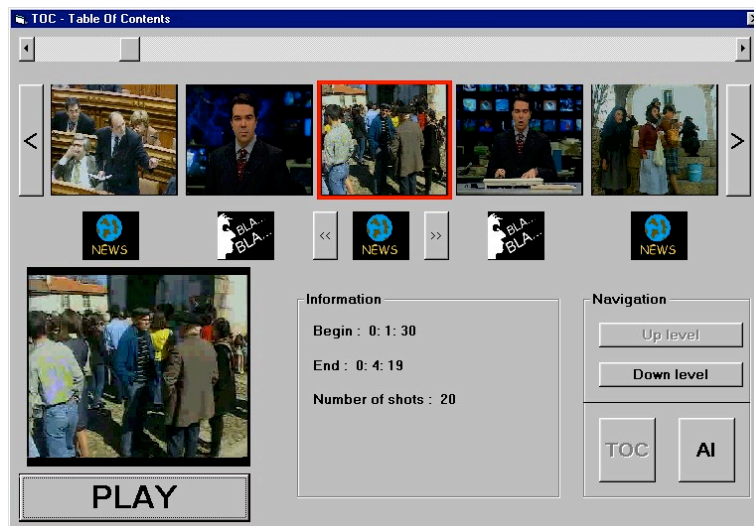 TOC - Table Of Contents
<
>
NEWS
BLA...
BLA...
<<
NEWS
>>
BLA...
BLA...
NEWS
Information
Begin : 0: 1: 30
End : 0: 4: 19
Number of shots : 20
Navigation
Up level
Down level
TOC
AI
PLAY